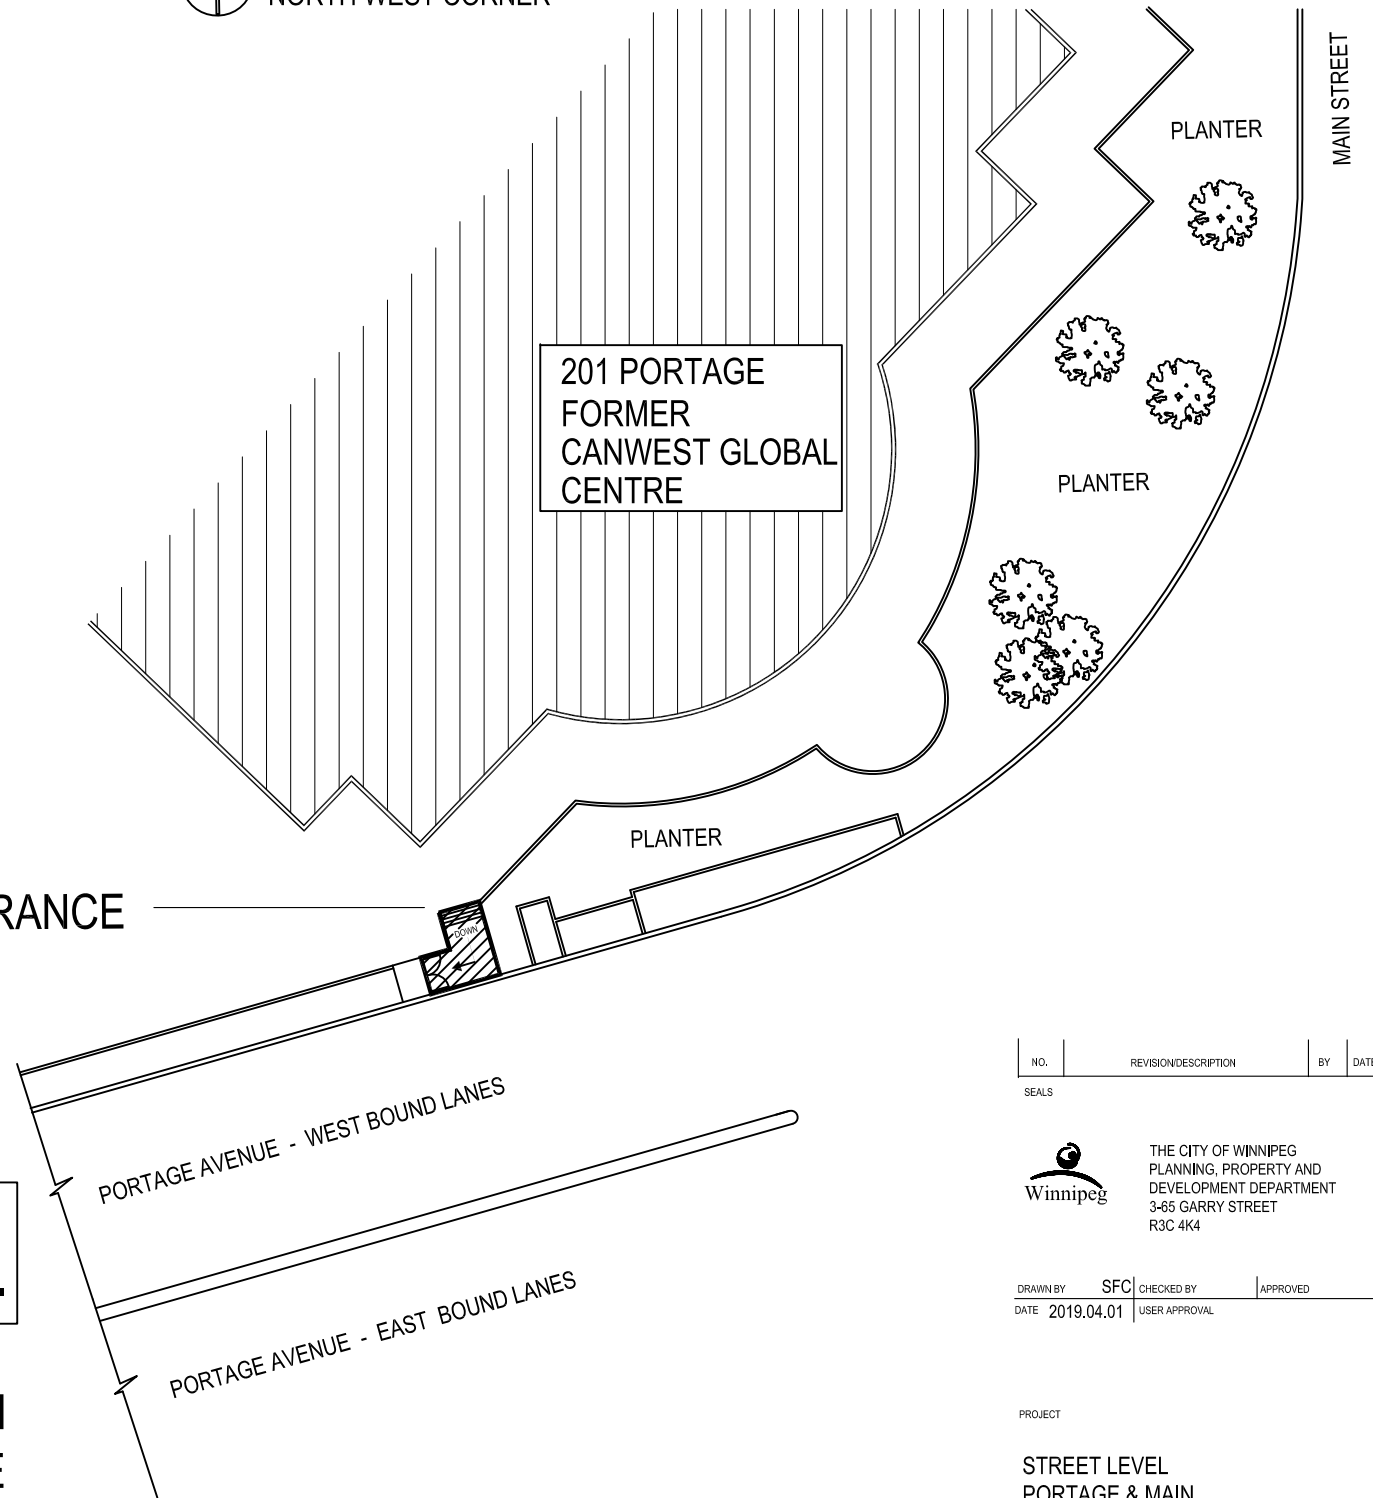 NORTH WEST CORNER
MAIN STREET
PLANTER
201 PORTAGE
FORMER
CANWEST GLOBAL
CENTRE
PLANTER
PLANTER
RANCE
DOWN
PORTAGE AVENUE - WEST BOUND LANES
PORTAGE AVENUE - EAST BOUND LANES
NO. REVISION/DESCRIPTION BY DATE
SEALS
Winnipeg
THE CITY OF WINNIPEG
PLANNING, PROPERTY AND
DEVELOPMENT DEPARTMENT
3-65 GARRY STREET
R3C 4K4
DRAWN BY SFC CHECKED BY APPROVED
DATE 2019.04.01 USER APPROVAL
PROJECT
STREET LEVEL
PORTAGE & MAIN